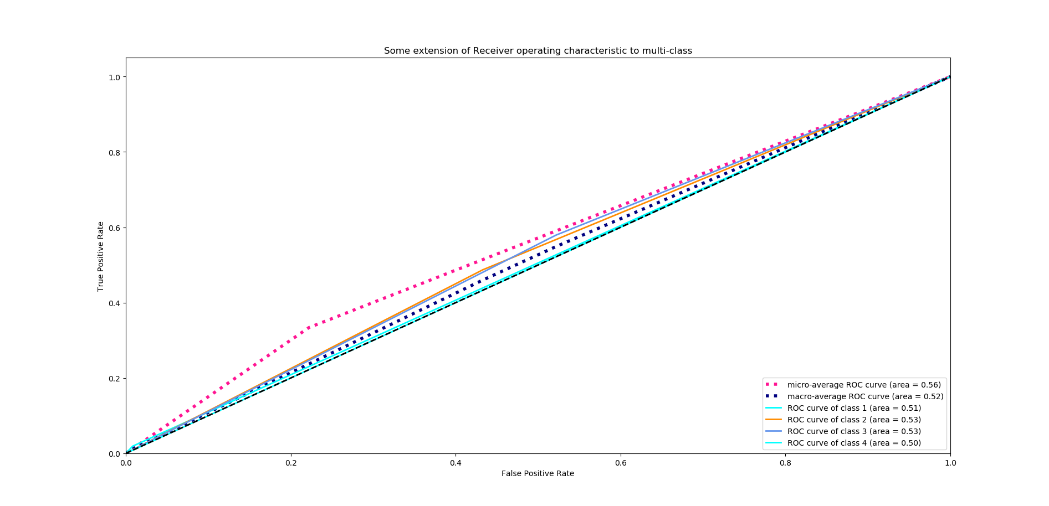 Some extension of Receiver operating characteristic to multi-class
1.0
0.8
0.6
0.4
0.2
0.0
True Positive Rate
micro-average ROC curve (area = 0.56)
macro-average ROC curve (area = 0.52)
ROC curve of class 1 (area = 0.51)
ROC curve of class 2 (area = 0.53)
ROC curve of class 3 (area = 0.53)
ROC curve of class 4 (area = 0.50)
0.0 0.2 0.4 0.6 0.8 1.0
False Positive Rate